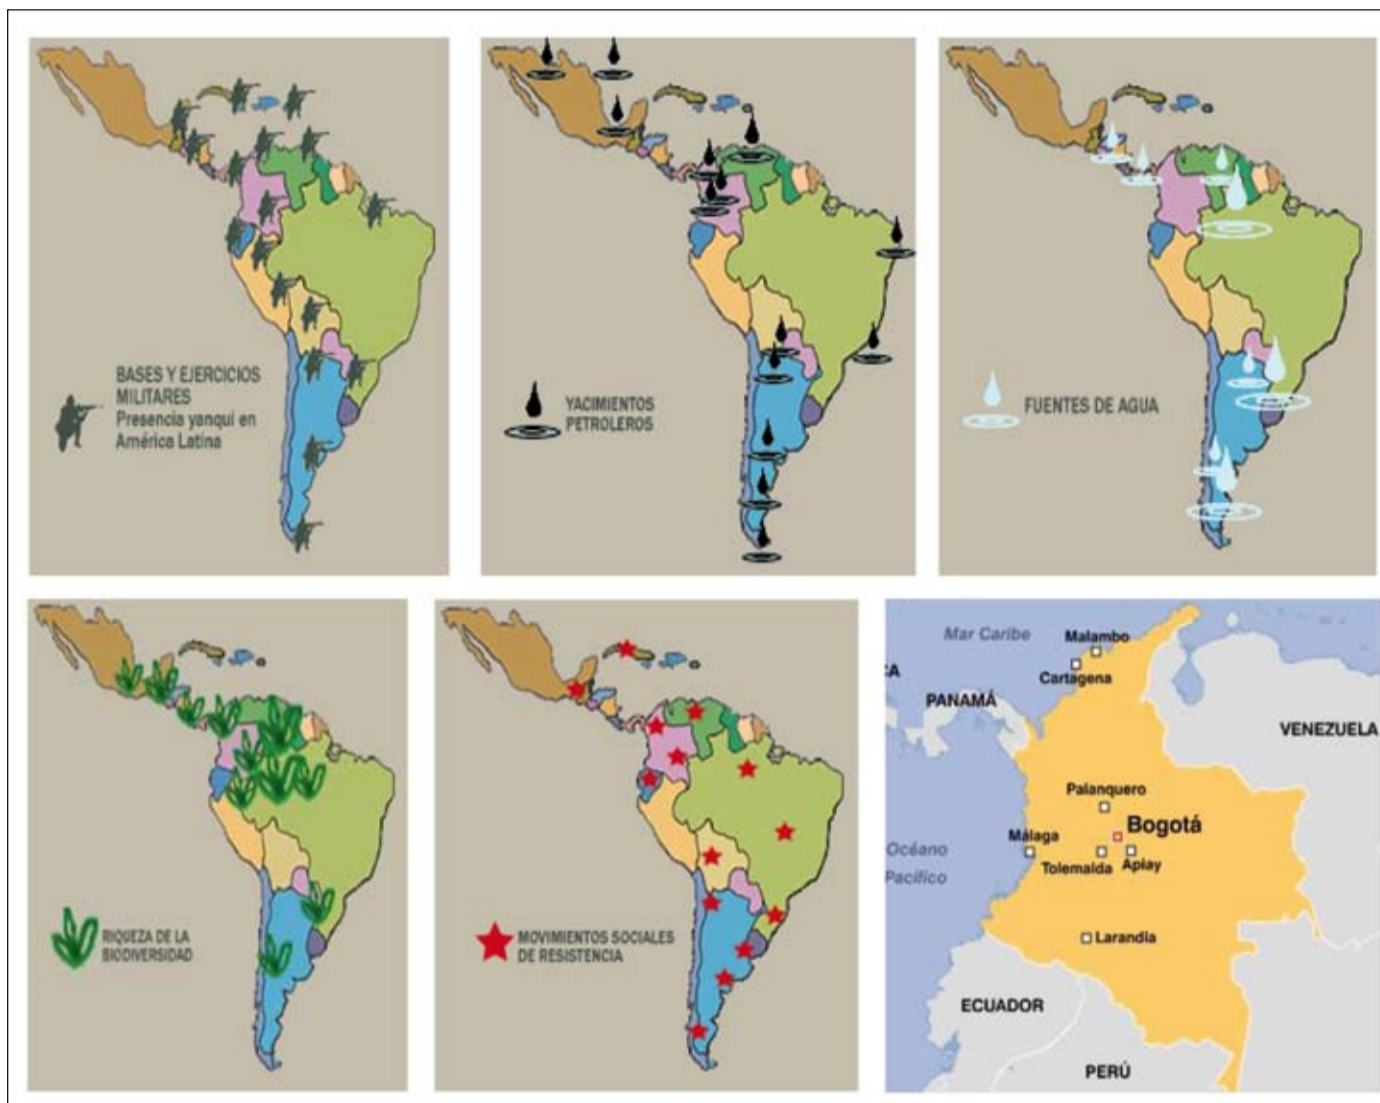 BASES Y EJERCICIOS
MILITARES
Presencia yanqui en
América Latina
YACIMIENTOS
PETROLEROS
FUENTES DE AGUA
RIQUEZA DE LA
BIODIVERSIDAD
MOVIMIENTOS SOCIALES
DE RESISTENCIA
Mar Caribe
Malambo
Cartagena
CA
PANAMÁ
VENEZUELA
Palanquero
Bogotá
Málaga
Océano
Pacífico
Tolemaida
Apiay
Larandia
ECUADOR
PERÚ